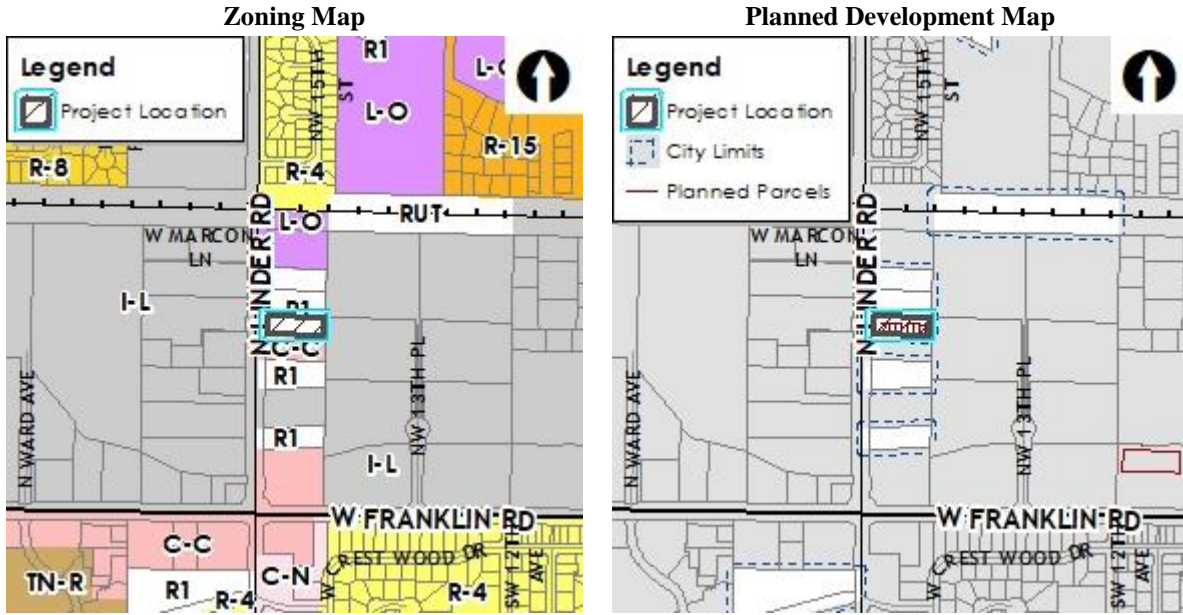 Zoning Map
Legend
Project Location
R1
L-O
NW 15TH ST
R-15
R-8
R-4
L-O
RUT
W MARCON LN
N LINDER RD
I-L
R1
C-C
R1
NW 13TH PL
N WARD AVE
R1
I-L
W FRANKLIN RD
C-C
W CREST WOOD DR
TN-R
R1
R-4
C-N
R-4
SW 12TH AVE
Planned Development Map
Legend
Project Location
City Limits
Planned Parcels
NW 15TH ST
W MARCON LN
N LINDER RD
NW 13TH PL
N WARD AVE
W FRANKLIN RD
W CREST WOOD DR
SW 12TH AVE